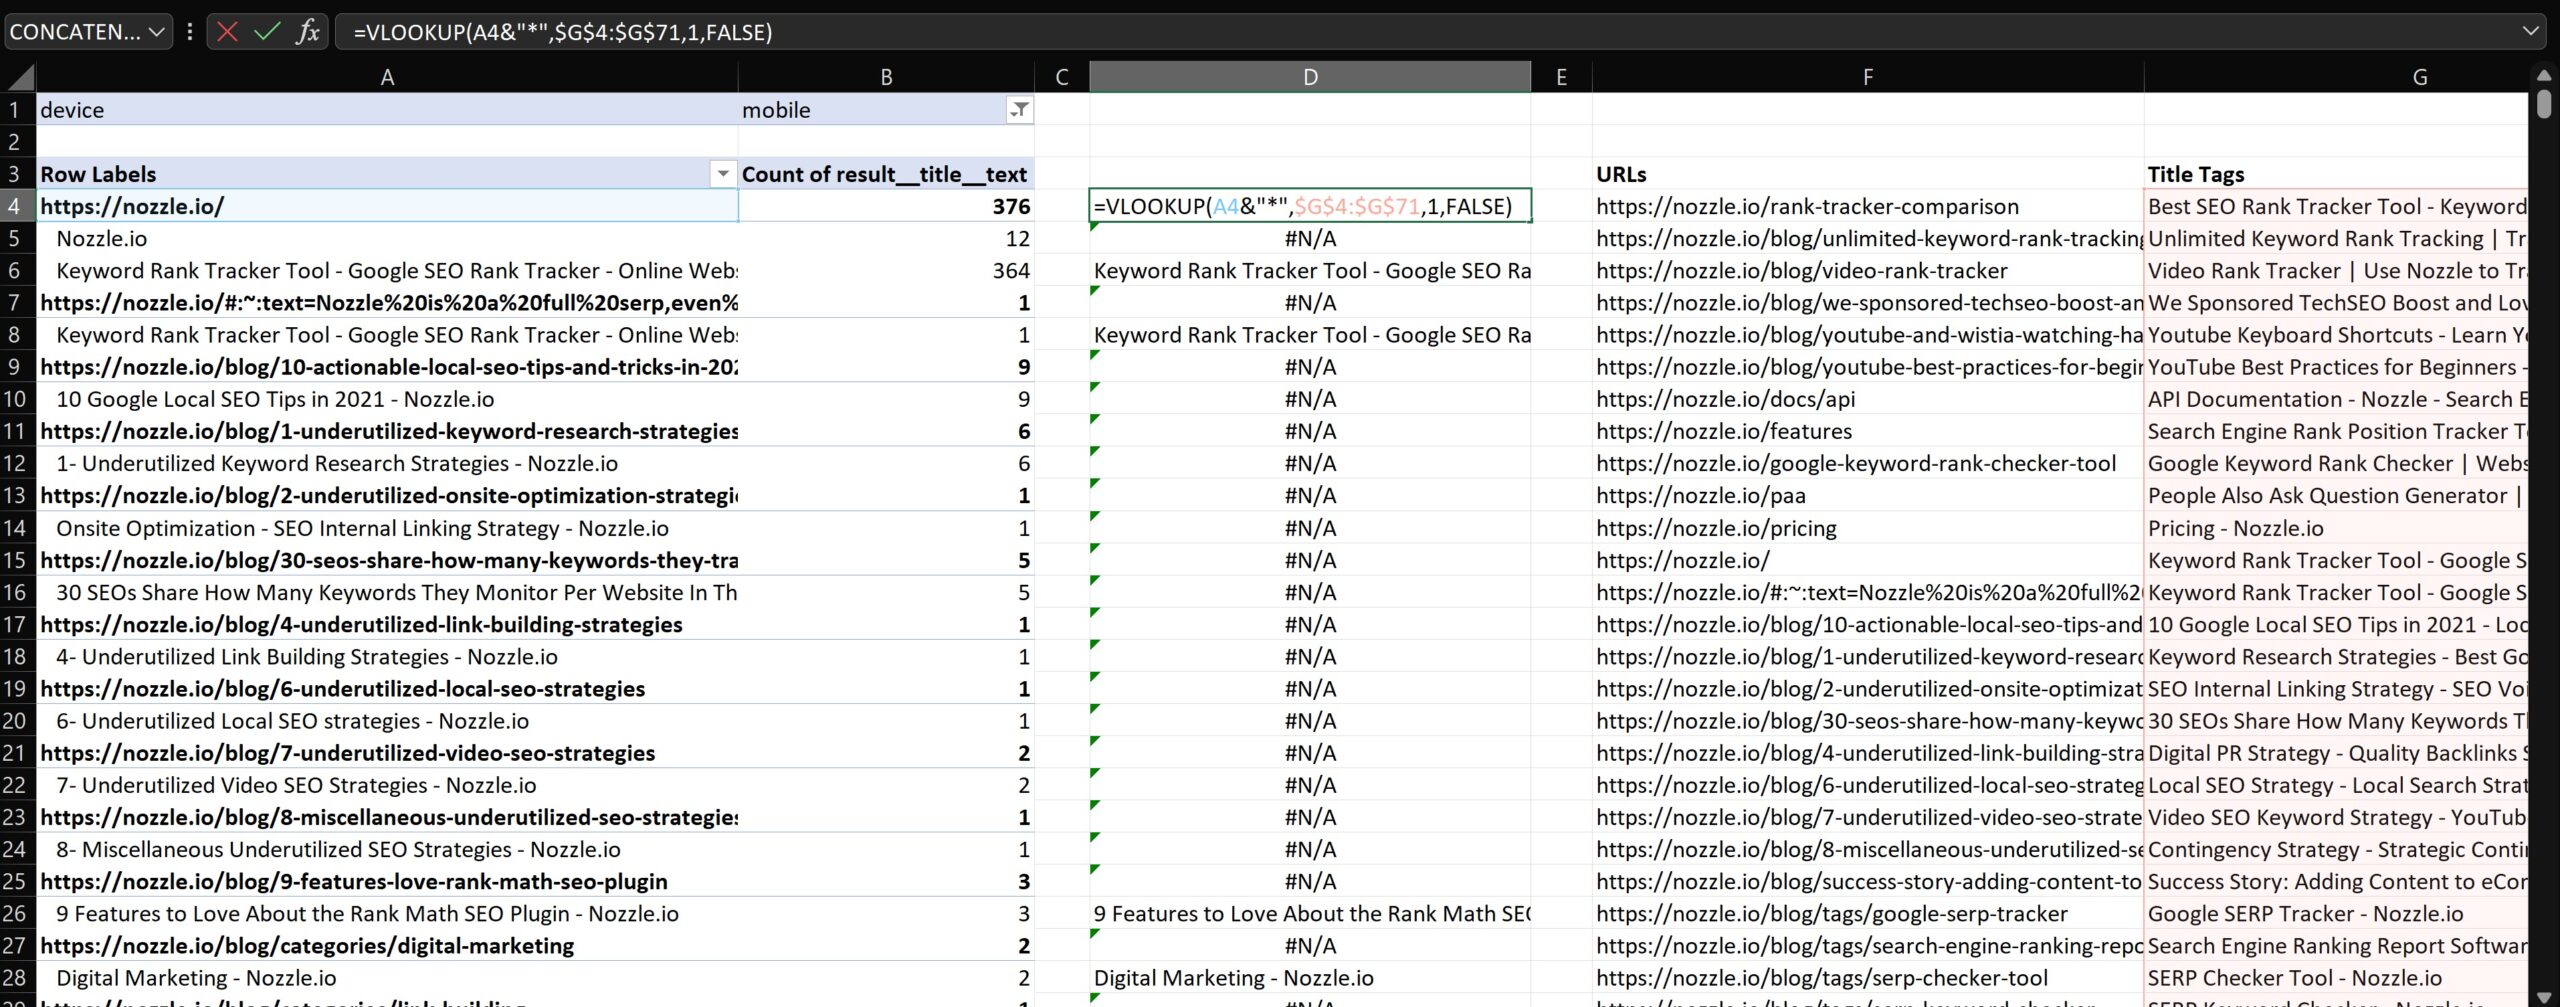 CONCATEN... fx =VLOOKUP(A4&"*",$G$4:$G$71,1,FALSE)
A B C D E F G
1 device mobile
2
3 Row Labels Count of result__title__text URLs Title Tags
4 https://nozzle.io/ 376 =VLOOKUP(A4&"*",$G$4:$G$71,1,FALSE) https://nozzle.io/rank-tracker-comparison Best SEO Rank Tracker Tool - Keyword
5 Nozzle.io 12 #N/A https://nozzle.io/blog/unlimited-keyword-rank-tracking Unlimited Keyword Rank Tracking | Tr
6 Keyword Rank Tracker Tool - Google SEO Rank Tracker - Online Webs 364 Keyword Rank Tracker Tool - Google SEO Ra https://nozzle.io/blog/video-rank-tracker Video Rank Tracker | Use Nozzle to Tr
7 https://nozzle.io/#:~:text=Nozzle%20is%20a%20full%20serp,even% 1 #N/A https://nozzle.io/blog/we-sponsored-techseo-boost-an We Sponsored TechSEO Boost and Lov
8 Keyword Rank Tracker Tool - Google SEO Rank Tracker - Online Webs 1 Keyword Rank Tracker Tool - Google SEO Ra https://nozzle.io/blog/youtube-and-wistia-watching-ha Youtube Keyboard Shortcuts - Learn Y
9 https://nozzle.io/blog/10-actionable-local-seo-tips-and-tricks-in-202 9 #N/A https://nozzle.io/blog/youtube-best-practices-for-begin YouTube Best Practices for Beginners -
10 10 Google Local SEO Tips in 2021 - Nozzle.io 9 #N/A https://nozzle.io/docs/api API Documentation - Nozzle - Search E
11 https://nozzle.io/blog/1-underutilized-keyword-research-strategies 6 #N/A https://nozzle.io/features Search Engine Rank Position Tracker T
12 1- Underutilized Keyword Research Strategies - Nozzle.io 6 #N/A https://nozzle.io/google-keyword-rank-checker-tool Google Keyword Rank Checker | Webs
13 https://nozzle.io/blog/2-underutilized-onsite-optimization-strategi 1 #N/A https://nozzle.io/paa People Also Ask Question Generator |
14 Onsite Optimization - SEO Internal Linking Strategy - Nozzle.io 1 #N/A https://nozzle.io/pricing Pricing - Nozzle.io
15 https://nozzle.io/blog/30-seos-share-how-many-keywords-they-tra 5 #N/A https://nozzle.io/ Keyword Rank Tracker Tool - Google S
16 30 SEOs Share How Many Keywords They Monitor Per Website In Th 5 #N/A https://nozzle.io/#:~:text=Nozzle%20is%20a%20full%20 Keyword Rank Tracker Tool - Google S
17 https://nozzle.io/blog/4-underutilized-link-building-strategies 1 #N/A https://nozzle.io/blog/10-actionable-local-seo-tips-and 10 Google Local SEO Tips in 2021 - Loc
18 4- Underutilized Link Building Strategies - Nozzle.io 1 #N/A https://nozzle.io/blog/1-underutilized-keyword-researc Keyword Research Strategies - Best Go
19 https://nozzle.io/blog/6-underutilized-local-seo-strategies 1 #N/A https://nozzle.io/blog/2-underutilized-onsite-optimizat SEO Internal Linking Strategy - SEO Voi
20 6- Underutilized Local SEO strategies - Nozzle.io 1 #N/A https://nozzle.io/blog/30-seos-share-how-many-keywo 30 SEOs Share How Many Keywords T
21 https://nozzle.io/blog/7-underutilized-video-seo-strategies 2 #N/A https://nozzle.io/blog/4-underutilized-link-building-stra Digital PR Strategy - Quality Backlinks S
22 7- Underutilized Video SEO Strategies - Nozzle.io 2 #N/A https://nozzle.io/blog/6-underutilized-local-seo-strateg Local SEO Strategy - Local Search Strat
23 https://nozzle.io/blog/8-miscellaneous-underutilized-seo-strategies 1 #N/A https://nozzle.io/blog/7-underutilized-video-seo-strate Video SEO Keyword Strategy - YouTub
24 8- Miscellaneous Underutilized SEO Strategies - Nozzle.io 1 #N/A https://nozzle.io/blog/8-miscellaneous-underutilized-se Contingency Strategy - Strategic Conti
25 https://nozzle.io/blog/9-features-love-rank-math-seo-plugin 3 #N/A https://nozzle.io/blog/success-story-adding-content-to Success Story: Adding Content to eCor
26 9 Features to Love About the Rank Math SEO Plugin - Nozzle.io 3 9 Features to Love About the Rank Math SEO https://nozzle.io/blog/tags/google-serp-tracker Google SERP Tracker - Nozzle.io
27 https://nozzle.io/blog/categories/digital-marketing 2 #N/A https://nozzle.io/blog/tags/search-engine-ranking-repo Search Engine Ranking Report Softwar
28 Digital Marketing - Nozzle.io 2 Digital Marketing - Nozzle.io https://nozzle.io/blog/tags/serp-checker-tool SERP Checker Tool - Nozzle.io